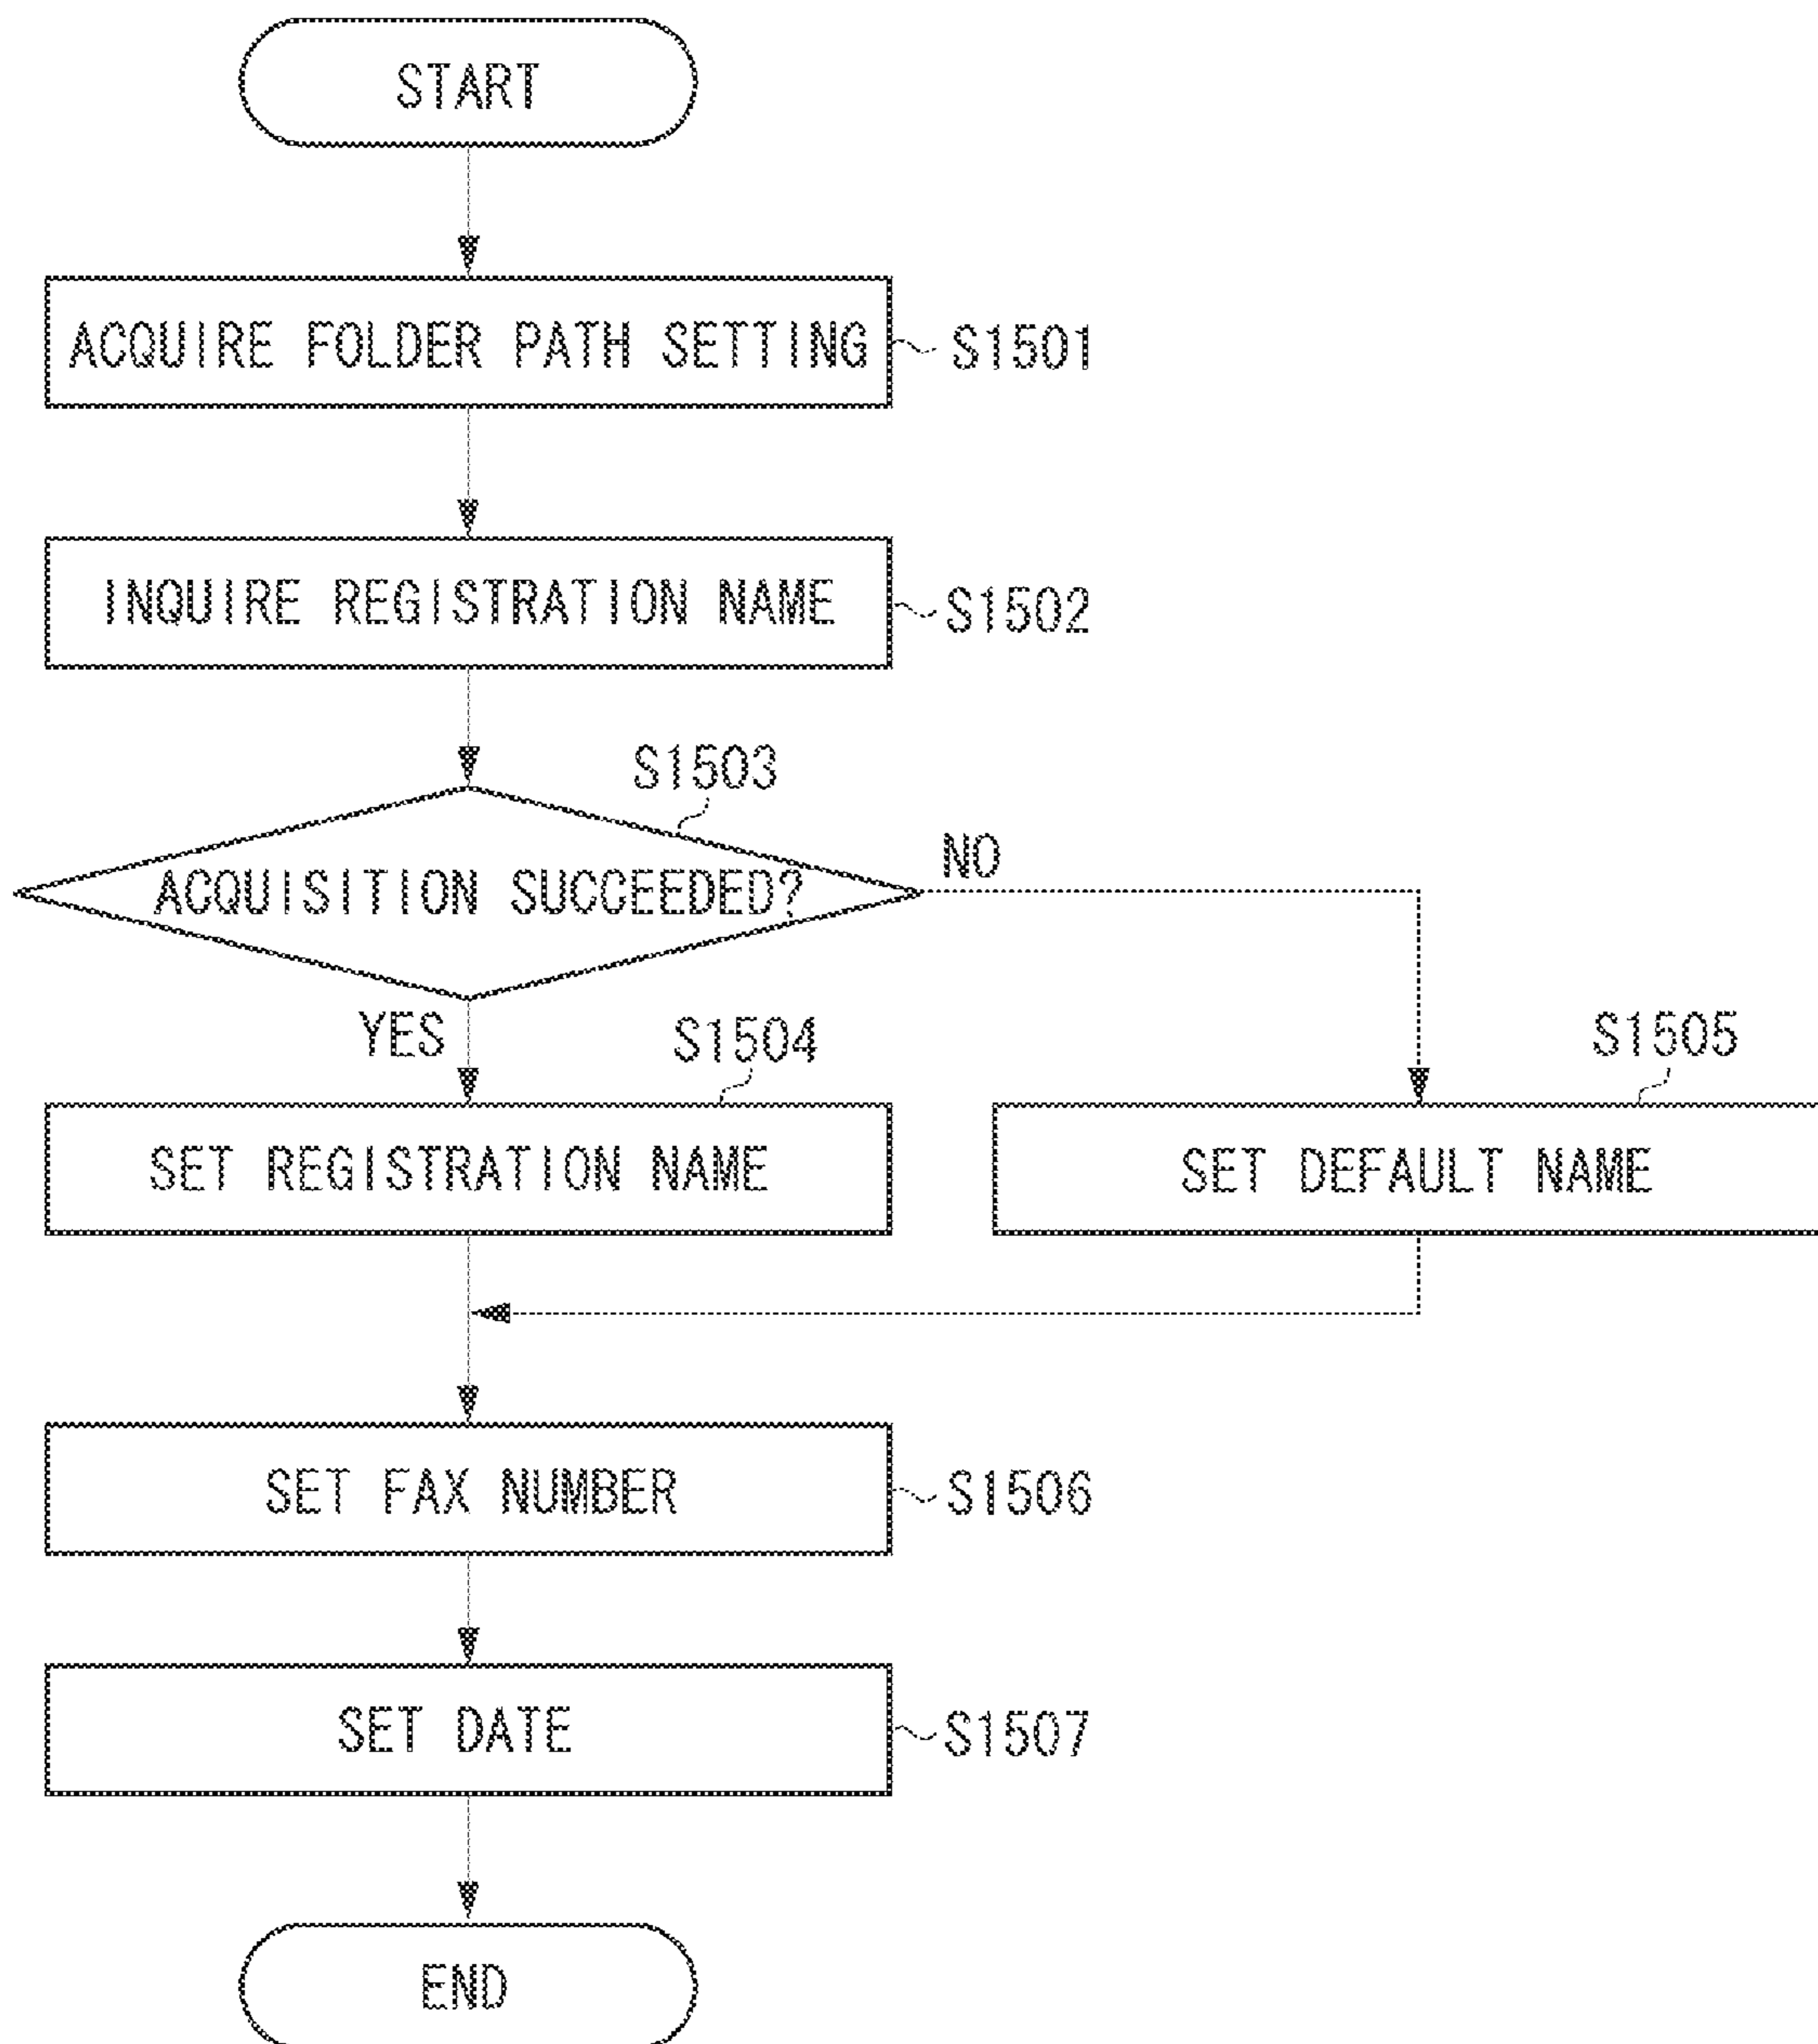 START
ACQUIRE FOLDER PATH SETTING
S1501
INQUIRE REGISTRATION NAME
S1502
S1503
ACQUISITION SUCCEEDED?
NO
YES
S1504
S1505
SET REGISTRATION NAME
SET DEFAULT NAME
SET FAX NUMBER
S1506
SET DATE
S1507
END